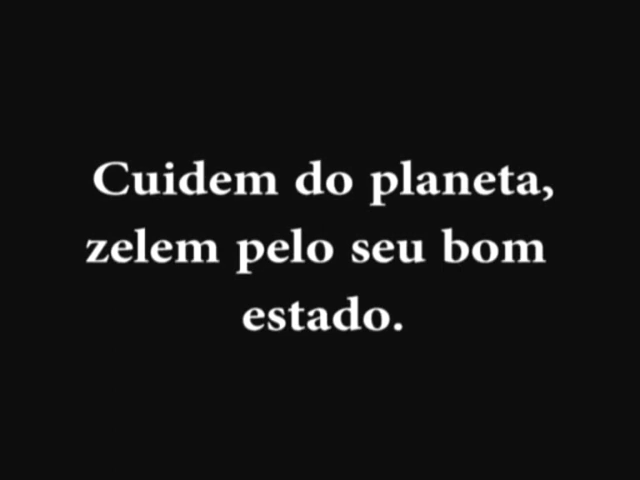 Cuidem do planeta,
zelem pelo seu bom
estado.